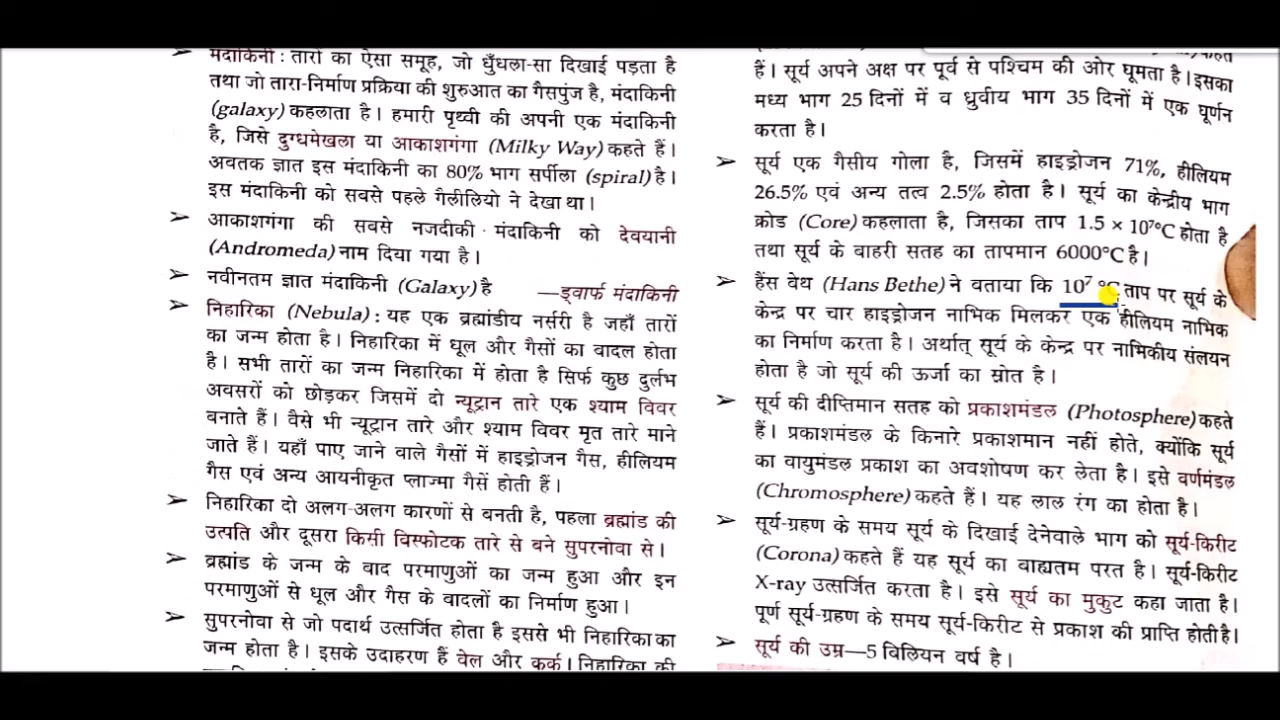 मंदाकिनी : तारों का ऐसा समूह, जो धुँधला-सा दिखाई पड़ता है
तथा जो तारा-निर्माण प्रक्रिया की शुरुआत का गैसपुंज है, मंदाकिनी
(galaxy) कहलाता है। हमारी पृथ्वी की अपनी एक मंदाकिनी
है, जिसे दुग्धमेखला या आकाशगंगा (Milky Way) कहते हैं।
अबतक ज्ञात इस मंदाकिनी का 80% भाग सर्पीला (spiral) है।
इस मंदाकिनी को सबसे पहले गैलीलियो ने देखा था।
➢ आकाशगंगा की सबसे नजदीकी मंदाकिनी को देवयानी
(Andromeda) नाम दिया गया है।
➢ नवीनतम ज्ञात मंदाकिनी (Galaxy) है —ड्वार्फ मंदाकिनी
➢ निहारिका (Nebula) : यह एक ब्रह्मांडीय नर्सरी है जहाँ तारों
का जन्म होता है। निहारिका में धूल और गैसों का बादल होता
है। सभी तारों का जन्म निहारिका में होता है सिर्फ कुछ दुर्लभ
अवसरों को छोड़कर जिसमें दो न्यूट्रान तारे एक श्याम विवर
बनाते हैं। वैसे भी न्यूट्रान तारे और श्याम विवर मृत तारे माने
जाते हैं। यहाँ पाए जाने वाले गैसों में हाइड्रोजन गैस, हीलियम
गैस एवं अन्य आयनीकृत प्लाज्मा गैसें होती हैं।
➢ निहारिका दो अलग-अलग कारणों से बनती है, पहला ब्रह्मांड की
उत्पति और दूसरा किसी विस्फोटक तारे से बने सुपरनोवा से।
➢ ब्रह्मांड के जन्म के बाद परमाणुओं का जन्म हुआ और इन
परमाणुओं से धूल और गैस के बादलों का निर्माण हुआ।
➢ सुपरनोवा से जो पदार्थ उत्सर्जित होता है इससे भी निहारिका का
जन्म होता है। इसके उदाहरण हैं वेल और कर्क। निहारिका की
हैं। सूर्य अपने अक्ष पर पूर्व से पश्चिम की ओर घूमता है। इसका
मध्य भाग 25 दिनों में व ध्रुवीय भाग 35 दिनों में एक घूर्णन
करता है।
➢ सूर्य एक गैसीय गोला है, जिसमें हाइड्रोजन 71%, हीलियम
26.5% एवं अन्य तत्व 2.5% होता है। सूर्य का केन्द्रीय भाग
क्रोड (Core) कहलाता है, जिसका ताप 1.5 × 10⁷°C होता है
तथा सूर्य के बाहरी सतह का तापमान 6000°C है।
➢ हैंस वेथ (Hans Bethe) ने बताया कि 10⁷ °C ताप पर सूर्य के
केन्द्र पर चार हाइड्रोजन नाभिक मिलकर एक हीलियम नाभिक
का निर्माण करता है। अर्थात् सूर्य के केन्द्र पर नाभिकीय संलयन
होता है जो सूर्य की ऊर्जा का स्रोत है।
➢ सूर्य की दीप्तिमान सतह को प्रकाशमंडल (Photosphere) कहते
हैं। प्रकाशमंडल के किनारे प्रकाशमान नहीं होते, क्योंकि सूर्य
का वायुमंडल प्रकाश का अवशोषण कर लेता है। इसे वर्णमंडल
(Chromosphere) कहते हैं। यह लाल रंग का होता है।
➢ सूर्य-ग्रहण के समय सूर्य के दिखाई देनेवाले भाग को सूर्य-किरीट
(Corona) कहते हैं यह सूर्य का बाह्यतम परत है। सूर्य-किरीट
X-ray उत्सर्जित करता है। इसे सूर्य का मुकुट कहा जाता है।
पूर्ण सूर्य-ग्रहण के समय सूर्य-किरीट से प्रकाश की प्राप्ति होती है।
➢ सूर्य की उम्र—5 बिलियन वर्ष है।